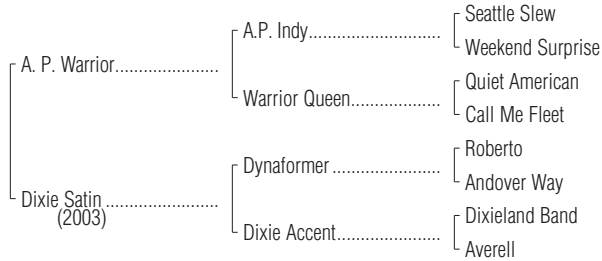 Seattle Slew
A.P. Indy
Weekend Surprise
A. P. Warrior
Quiet American
Warrior Queen
Call Me Fleet
Roberto
Dynaformer
Andover Way
Dixie Satin
(2003)
Dixieland Band
Dixie Accent
Averell